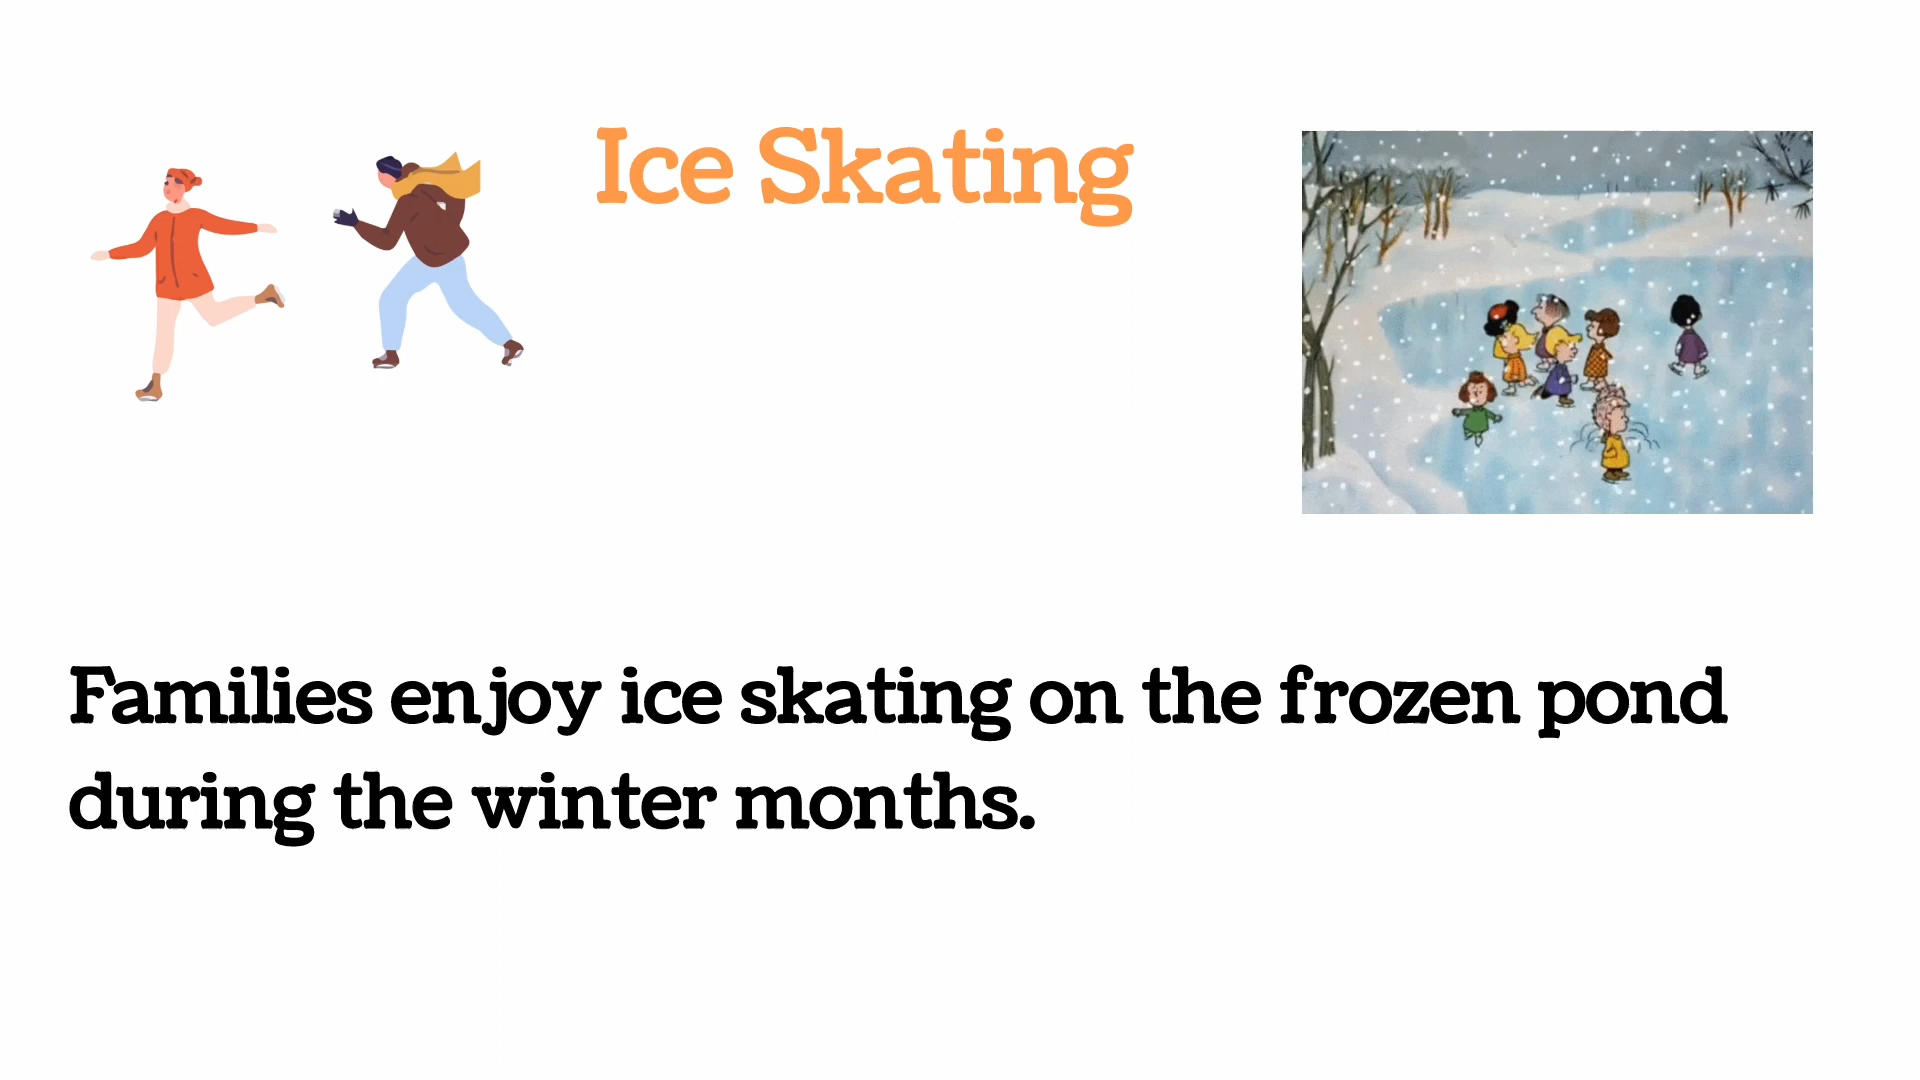 Ice Skating
Families enjoy ice skating on the frozen pond
during the winter months.